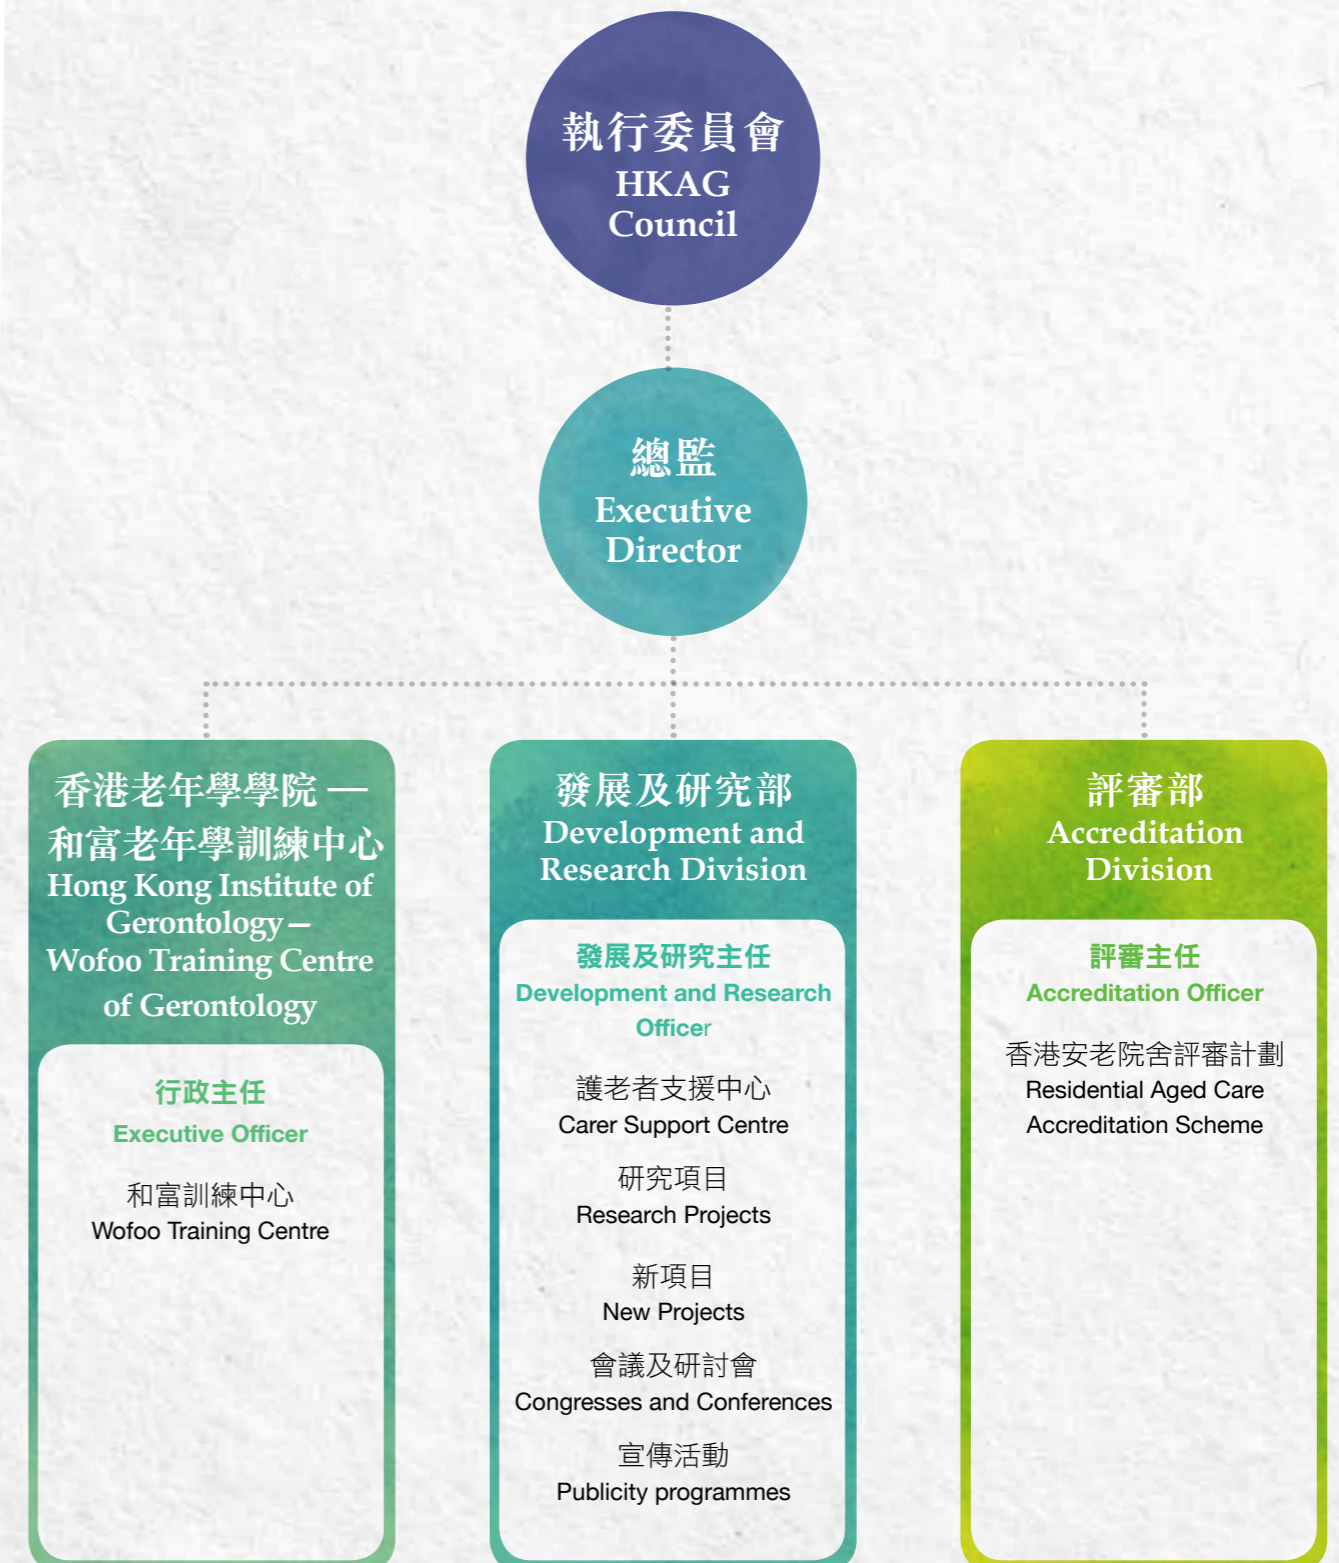 執行委員會
HKAG
Council
總監
Executive
Director
香港老年學學院 —
和富老年學訓練中心
Hong Kong Institute of
Gerontology —
Wofoo Training Centre
of Gerontology
行政主任
Executive Officer
和富訓練中心
Wofoo Training Centre
發展及研究部
Development and
Research Division
發展及研究主任
Development and Research
Officer
護老者支援中心
Carer Support Centre
研究項目
Research Projects
新項目
New Projects
會議及研討會
Congresses and Conferences
宣傳活動
Publicity programmes
評審部
Accreditation
Division
評審主任
Accreditation Officer
香港安老院舍評審計劃
Residential Aged Care
Accreditation Scheme